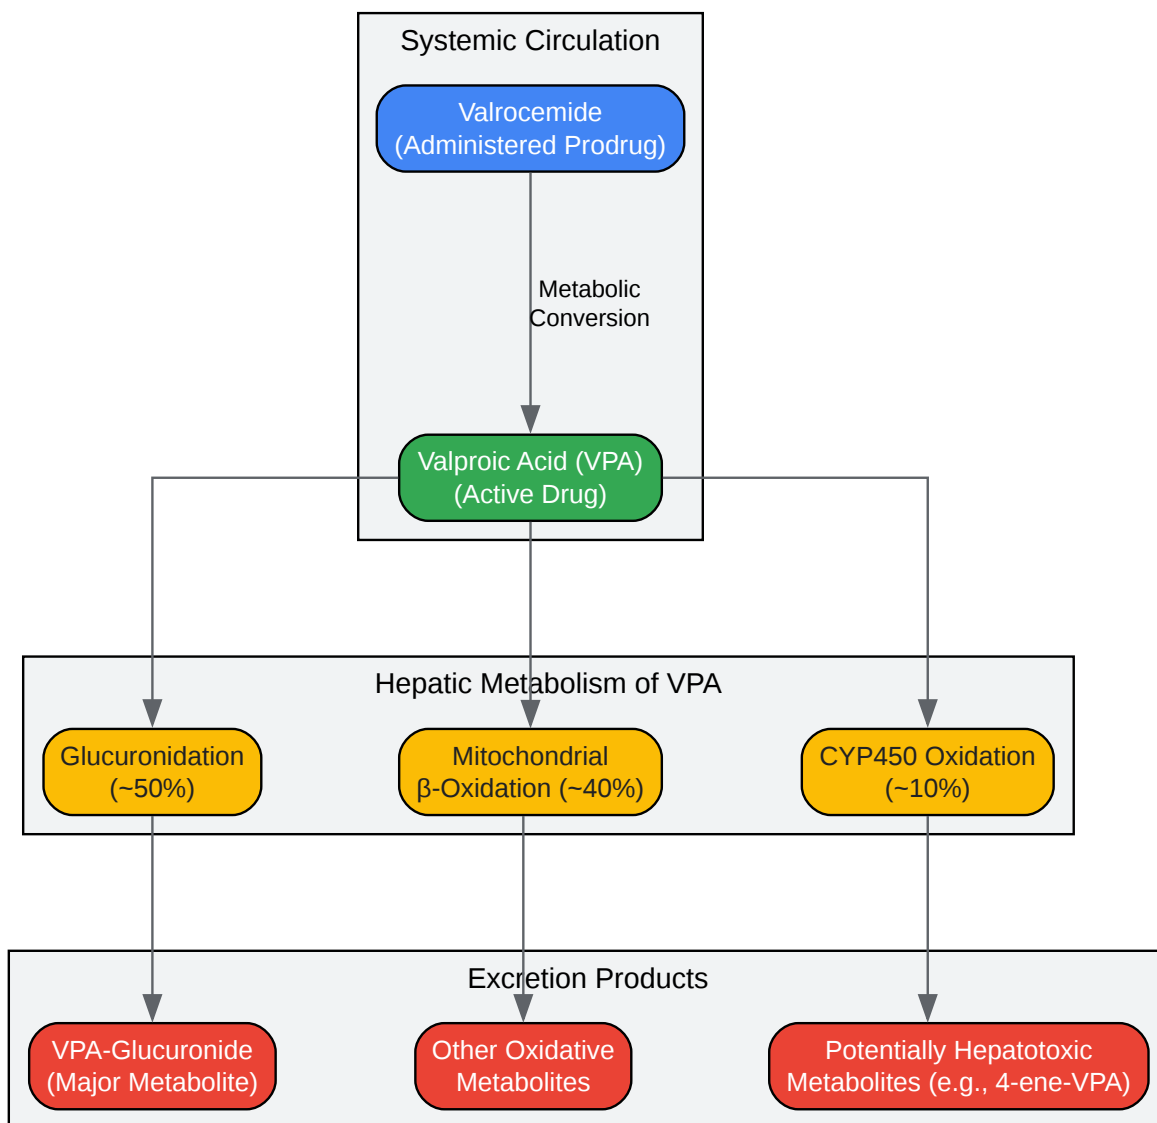 Systemic Circulation
Valrocemide
(Administered Prodrug)
Metabolic
Conversion
Valproic Acid (VPA)
(Active Drug)
Hepatic Metabolism of VPA
Glucuronidation
(~50%)
Mitochondrial
β-Oxidation (~40%)
CYP450 Oxidation
(~10%)
Excretion Products
VPA-Glucuronide
(Major Metabolite)
Other Oxidative
Metabolites
Potentially Hepatotoxic
Metabolites (e.g., 4-ene-VPA)